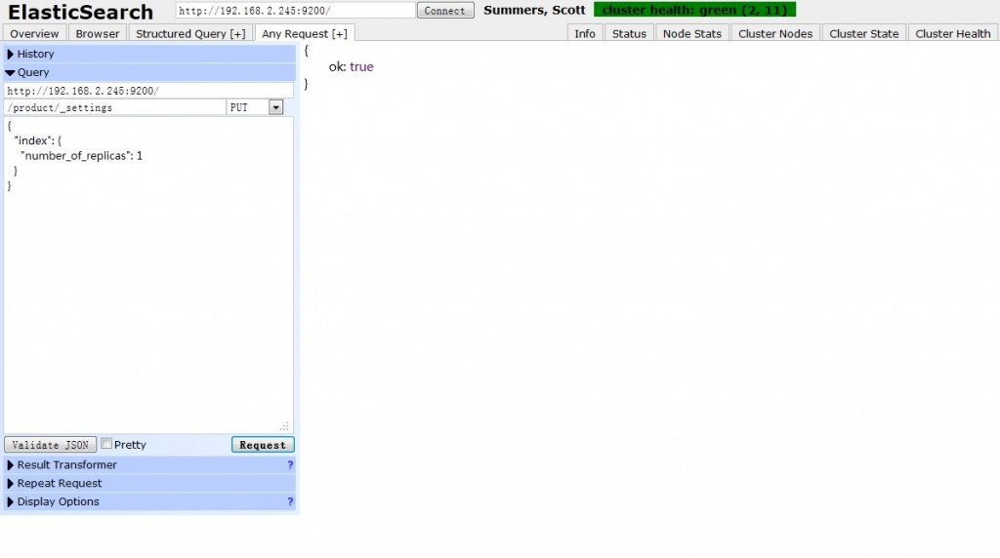 ElasticSearch http://192.168.2.245:9200/ Connect Summers, Scott cluster health: green (2, 11)
Overview Browser Structured Query [+] Any Request [+] Info Status Node Stats Cluster Nodes Cluster State Cluster Health
History
Query
http://192.168.2.245:9200/
/product/_settings PUT
{
"index": {
"number_of_replicas": 1
}
}
Validate JSON Pretty Request
Result Transformer ?
Repeat Request
Display Options ?
{
ok: true
}